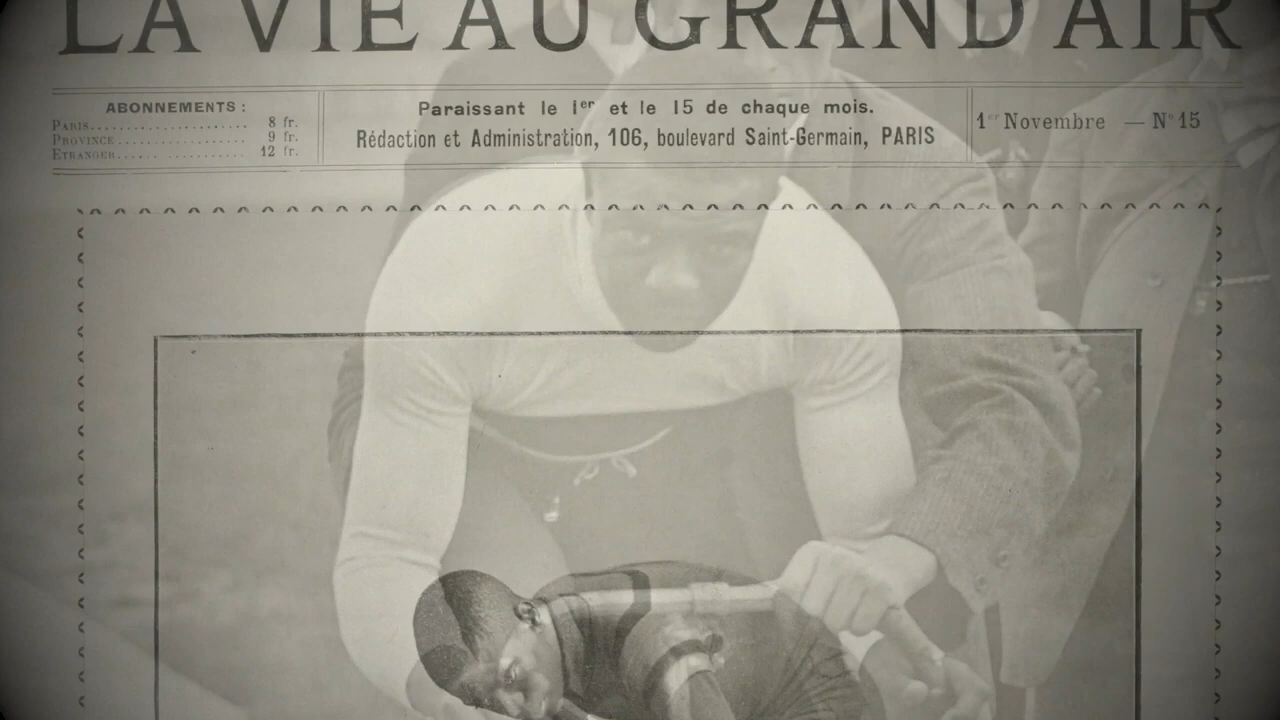 LA VIE AU GRAND AIR
ABONNEMENTS :
PARIS........................ 8 fr.
PROVINCE................... 9 fr.
ETRANGER................... 12 fr.
Paraissant le 1er et le 15 de chaque mois.
Rédaction et Administration, 106, boulevard Saint-Germain, PARIS
1er Novembre — N° 15